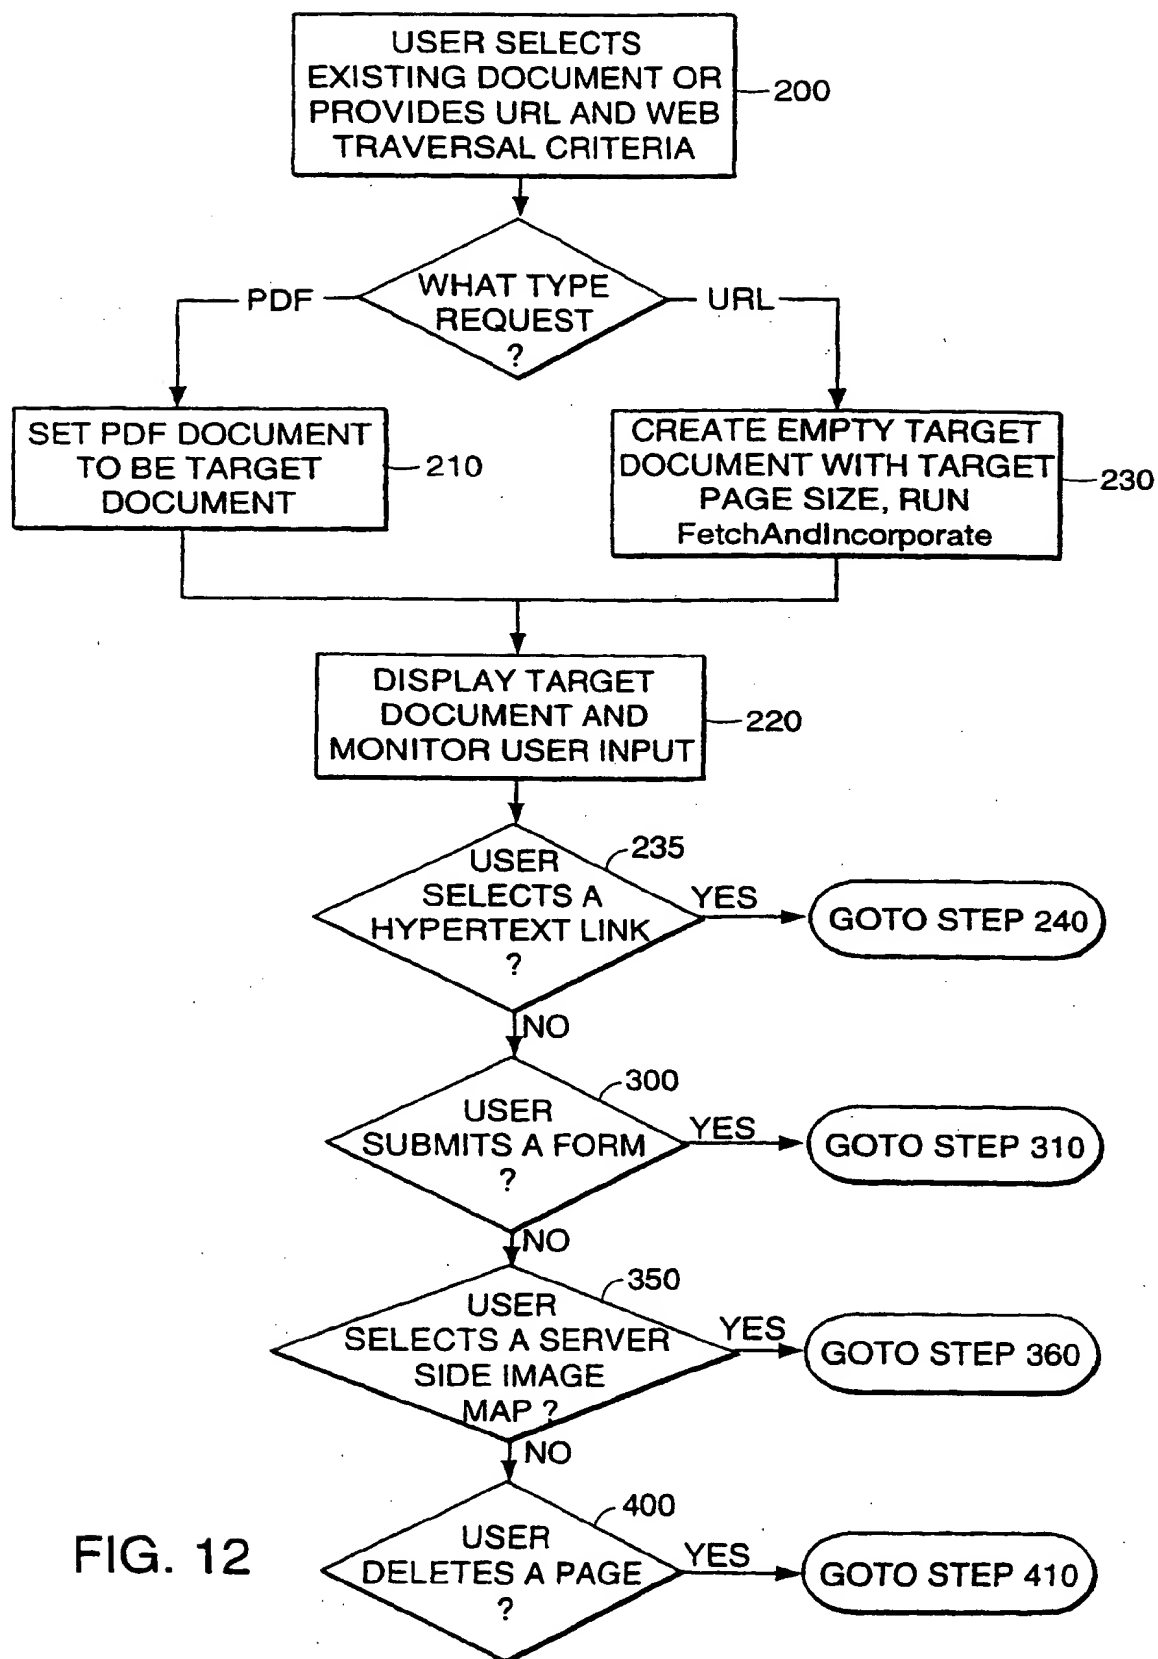 USER SELECTS
EXISTING DOCUMENT OR
PROVIDES URL AND WEB
TRAVERSAL CRITERIA
200
WHAT TYPE
REQUEST
?
PDF
URL
SET PDF DOCUMENT
TO BE TARGET
DOCUMENT
210
CREATE EMPTY TARGET
DOCUMENT WITH TARGET
PAGE SIZE, RUN
FetchAndIncorporate
230
DISPLAY TARGET
DOCUMENT AND
MONITOR USER INPUT
220
USER
SELECTS A
HYPERTEXT LINK
?
235
YES
GOTO STEP 240
NO
USER
SUBMITS A FORM
?
300
YES
GOTO STEP 310
NO
USER
SELECTS A SERVER
SIDE IMAGE
MAP ?
350
YES
GOTO STEP 360
NO
USER
DELETES A PAGE
?
400
YES
GOTO STEP 410
FIG. 12